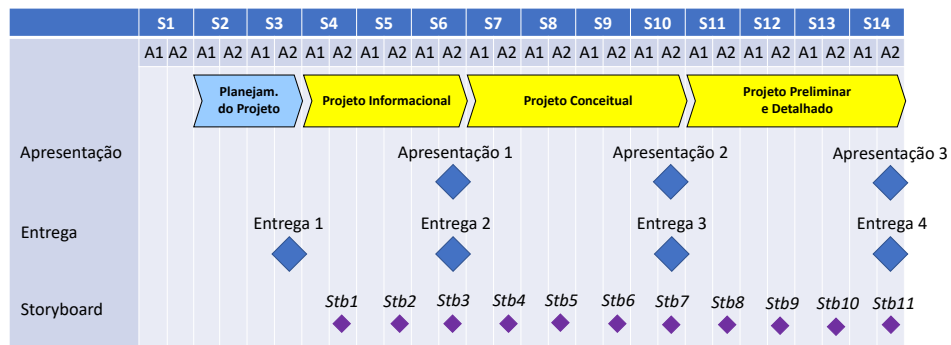 S1 S2 S3 S4 S5 S6 S7 S8 S9 S10 S11 S12 S13 S14
A1 A2 A1 A2 A1 A2 A1 A2 A1 A2 A1 A2 A1 A2 A1 A2 A1 A2 A1 A2 A1 A2 A1 A2 A1 A2 A1 A2
Planejam.
do Projeto
Projeto Informacional
Projeto Conceitual
Projeto Preliminar
e Detalhado
Apresentação
Apresentação 1 Apresentação 2 Apresentação 3
Entrega
Entrega 1 Entrega 2 Entrega 3 Entrega 4
Storyboard
Stb1 Stb2 Stb3 Stb4 Stb5 Stb6 Stb7 Stb8 Stb9 Stb10 Stb11